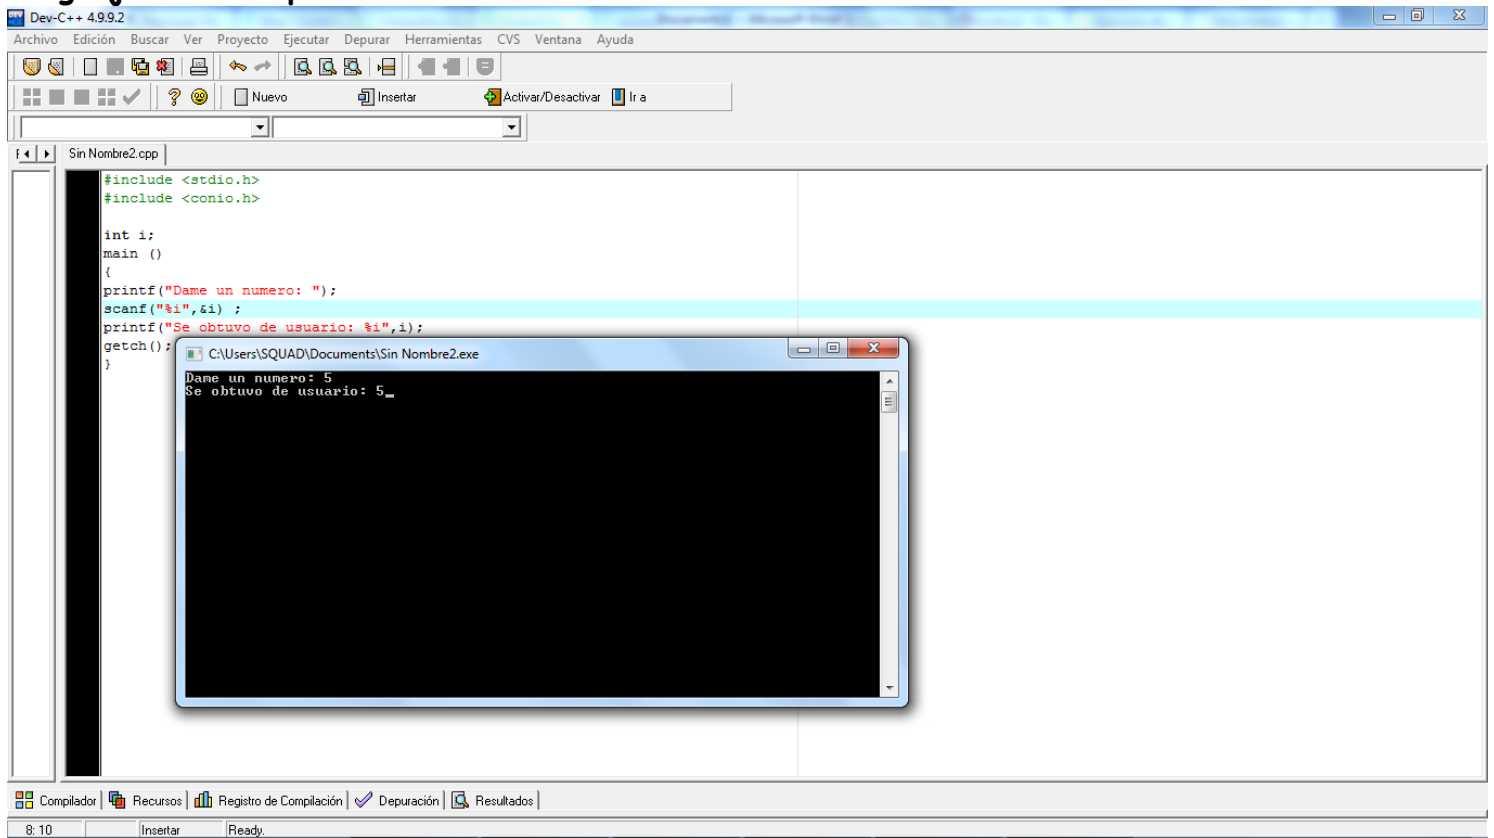 Dev-C++ 4.9.9.2
Archivo Edición Buscar Ver Proyecto Ejecutar Depurar Herramientas CVS Ventana Ayuda
Nuevo Insertar Activar/Desactivar Ir a
Sin Nombre2.cpp
#include <stdio.h>
#include <conio.h>
int i;
main ()
{
printf("Dame un numero: ");
scanf("%i",&i) ;
printf("Se obtuvo de usuario: %i",i);
getch();
}
C:\Users\SQUAD\Documents\Sin Nombre2.exe
Dame un numero: 5
Se obtuvo de usuario: 5_
Compilador Recursos Registro de Compilación Depuración Resultados
8: 10 Insertar Ready.